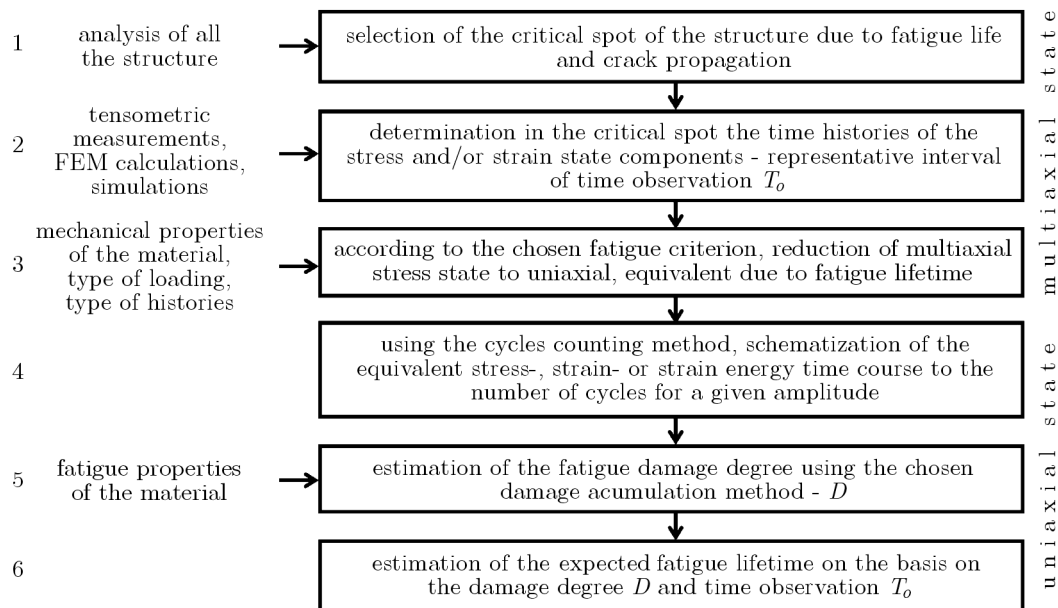 1
analysis of all
the structure
selection of the critical spot of the structure due to fatigue life
and crack propagation
2
tensometric
measurements,
FEM calculations,
simulations
determination in the critical spot the time histories of the
stress and/or strain state components - representative interval
of time observation To
3
mechanical properties
of the material,
type of loading,
type of histories
according to the chosen fatigue criterion, reduction of multiaxial
stress state to uniaxial, equivalent due to fatigue lifetime
4
using the cycles counting method, schematization of the
equivalent stress-, strain- or strain energy time course to the
number of cycles for a given amplitude
5
fatigue properties
of the material
estimation of the fatigue damage degree using the chosen
damage acumulation method - D
6
estimation of the expected fatigue lifetime on the basis on
the damage degree D and time observation To
multiaxial state
uniaxial state